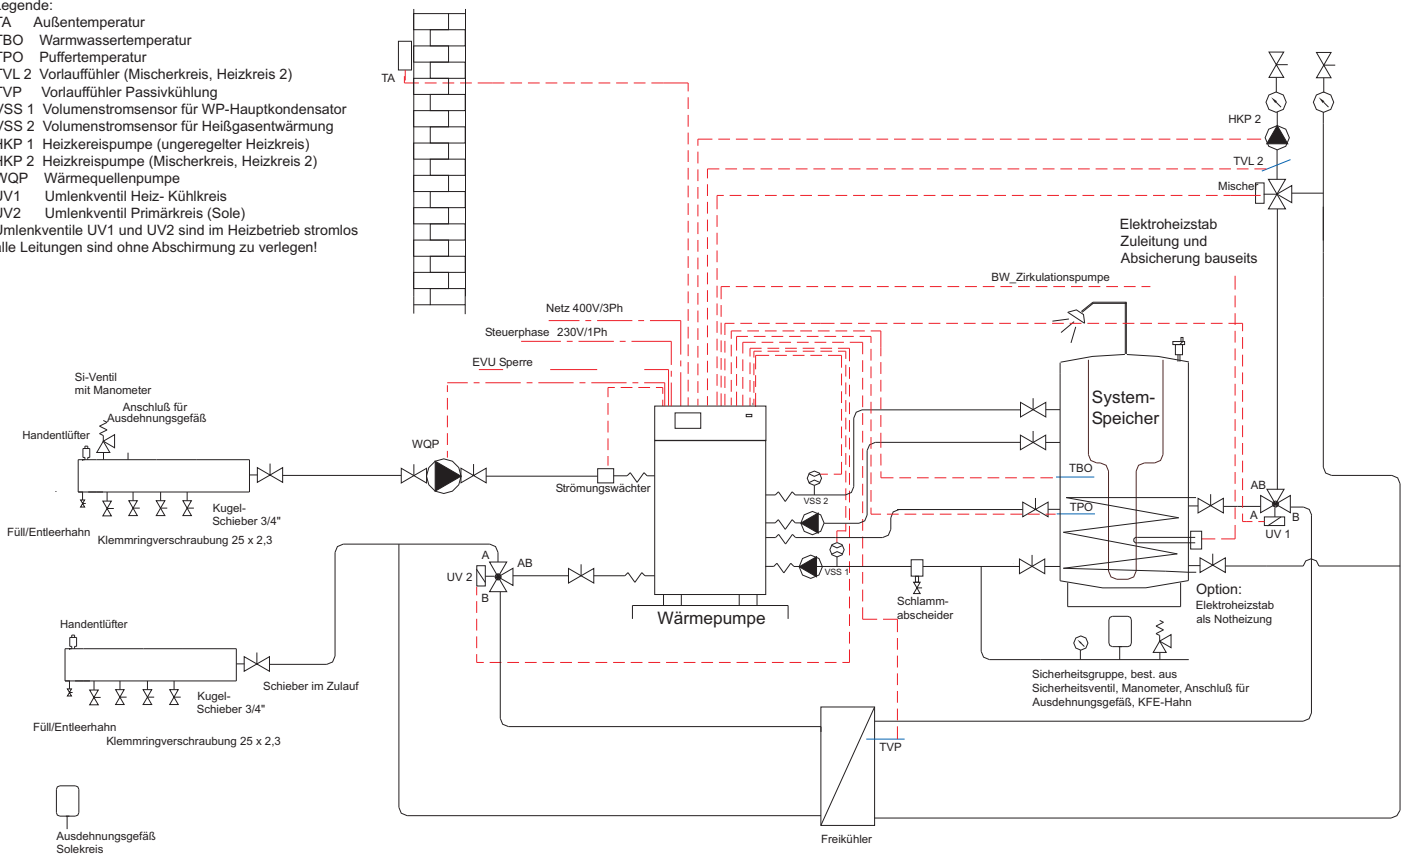 Legende:
TA Außentemperatur
TBO Warmwassertemperatur
TPO Puffertemperatur
TVL 2 Vorlauffühler (Mischerkreis, Heizkreis 2)
TVP Vorlauffühler Passivkühlung
VSS 1 Volumenstromsensor für WP-Hauptkondensator
VSS 2 Volumenstromsensor für Heißgasentwärmung
HKP 1 Heizkereispumpe (ungeregelter Heizkreis)
HKP 2 Heizkreispumpe (Mischerkreis, Heizkreis 2)
WQP Wärmequellenpumpe
UV1 Umlenkventil Heiz- Kühlkreis
UV2 Umlenkventil Primärkreis (Sole)
Umlenkventile UV1 und UV2 sind im Heizbetrieb stromlos
alle Leitungen sind ohne Abschirmung zu verlegen!
TA
HKP 2
TVL 2
Mischer
Elektroheizstab
Zuleitung und
Absicherung bauseits
BW_Zirkulationspumpe
Netz 400V/3Ph
Steuerphase 230V/1Ph
EVU Sperre
Si-Ventil
mit Manometer
Anschluß für
Ausdehnungsgefäß
Handentlüfter
WQP
Strömungswächter
Kugel-
Schieber 3/4"
Füll/Entleerhahn
Klemmringverschraubung 25 x 2,3
System-
Speicher
TBO
TPO
VSS 2
VSS 1
AB
A
B
UV 1
A
AB
UV 2
B
Wärmepumpe
Schlamm-
abscheider
Option:
Elektroheizstab
als Notheizung
Handentlüfter
Schieber im Zulauf
Kugel-
Schieber 3/4"
Füll/Entleerhahn
Klemmringverschraubung 25 x 2,3
Sicherheitsgruppe, best. aus
Sicherheitsventil, Manometer, Anschluß für
Ausdehnungsgefäß, KFE-Hahn
TVP
Freikühler
Ausdehnungsgefäß
Solekreis